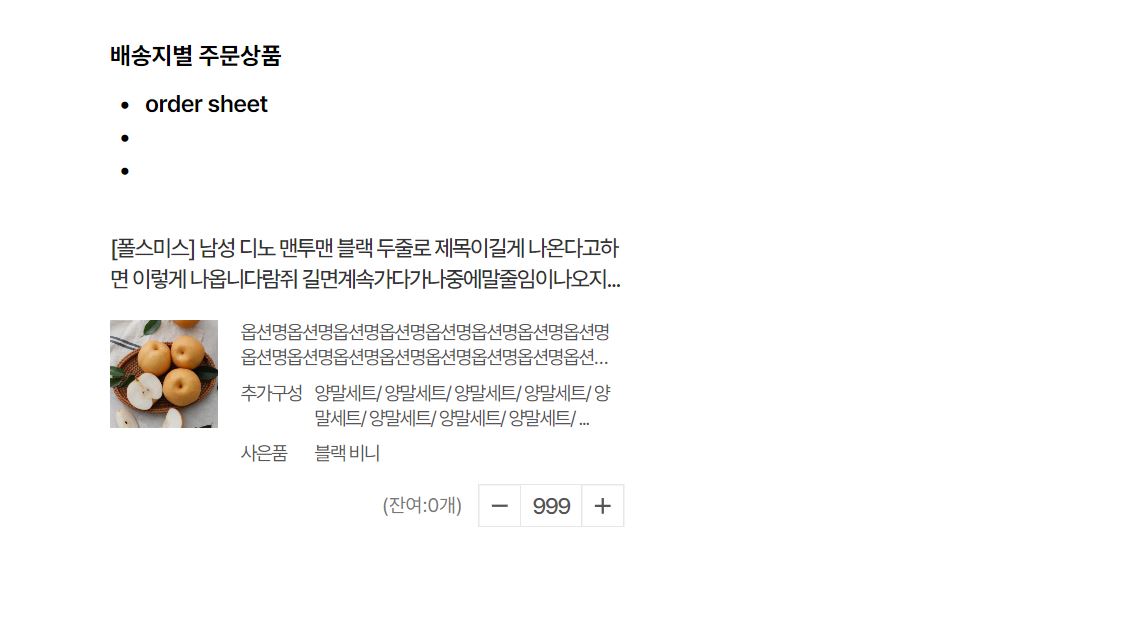 배송지별 주문상품
• order sheet
•
•
[폴스미스] 남성 디노 맨투맨 블랙 두줄로 제목이길게 나온다고하
면 이렇게 나옵니다람쥐 길면계속가다가나중에말줄임이나오지...
옵션명옵션명옵션명옵션명옵션명옵션명옵션명옵션명
옵션명옵션명옵션명옵션명옵션명옵션명옵션명옵션...
추가구성 양말세트/ 양말세트/ 양말세트/ 양말세트/ 양
말세트/ 양말세트/ 양말세트/ 양말세트/ ...
사은품 블랙 비니
(잔여:0개) − 999 +